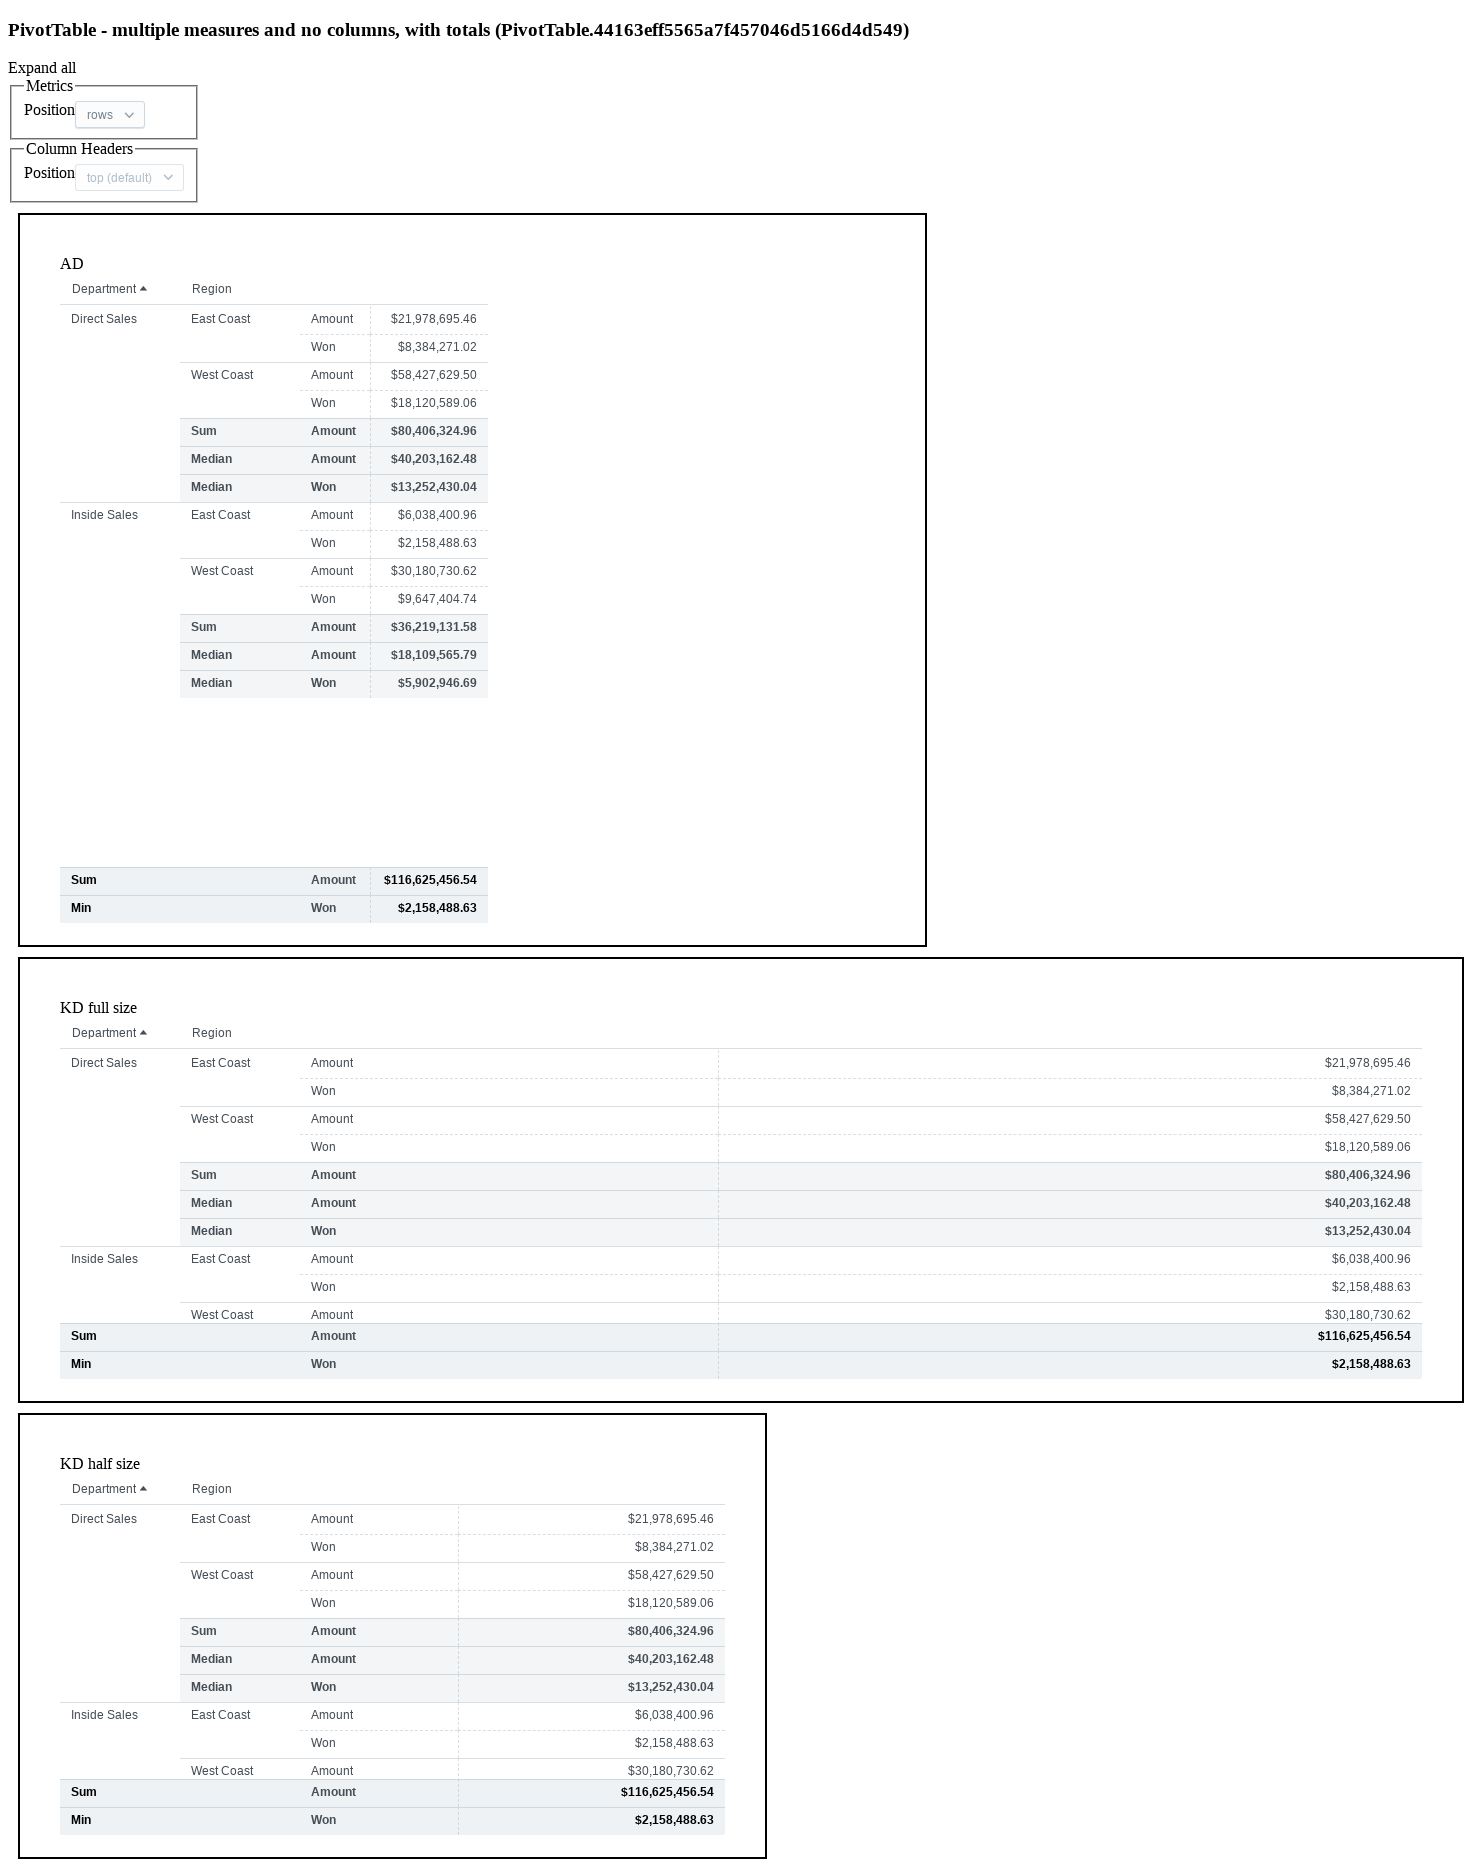 PivotTable - multiple measures and no columns, with totals (PivotTable.44163eff5565a7f457046d5166d4d549)
Expand all
Metrics
Position rows
Column Headers
Position top (default)
AD
Department Region
Direct Sales East Coast Amount $21,978,695.46
Won $8,384,271.02
West Coast Amount $58,427,629.50
Won $18,120,589.06
Sum Amount $80,406,324.96
Median Amount $40,203,162.48
Median Won $13,252,430.04
Inside Sales East Coast Amount $6,038,400.96
Won $2,158,488.63
West Coast Amount $30,180,730.62
Won $9,647,404.74
Sum Amount $36,219,131.58
Median Amount $18,109,565.79
Median Won $5,902,946.69
Sum Amount $116,625,456.54
Min Won $2,158,488.63
KD full size
Department Region
Direct Sales East Coast Amount $21,978,695.46
Won $8,384,271.02
West Coast Amount $58,427,629.50
Won $18,120,589.06
Sum Amount $80,406,324.96
Median Amount $40,203,162.48
Median Won $13,252,430.04
Inside Sales East Coast Amount $6,038,400.96
Won $2,158,488.63
West Coast Amount $30,180,730.62
Sum Amount $116,625,456.54
Min Won $2,158,488.63
KD half size
Department Region
Direct Sales East Coast Amount $21,978,695.46
Won $8,384,271.02
West Coast Amount $58,427,629.50
Won $18,120,589.06
Sum Amount $80,406,324.96
Median Amount $40,203,162.48
Median Won $13,252,430.04
Inside Sales East Coast Amount $6,038,400.96
Won $2,158,488.63
West Coast Amount $30,180,730.62
Sum Amount $116,625,456.54
Min Won $2,158,488.63